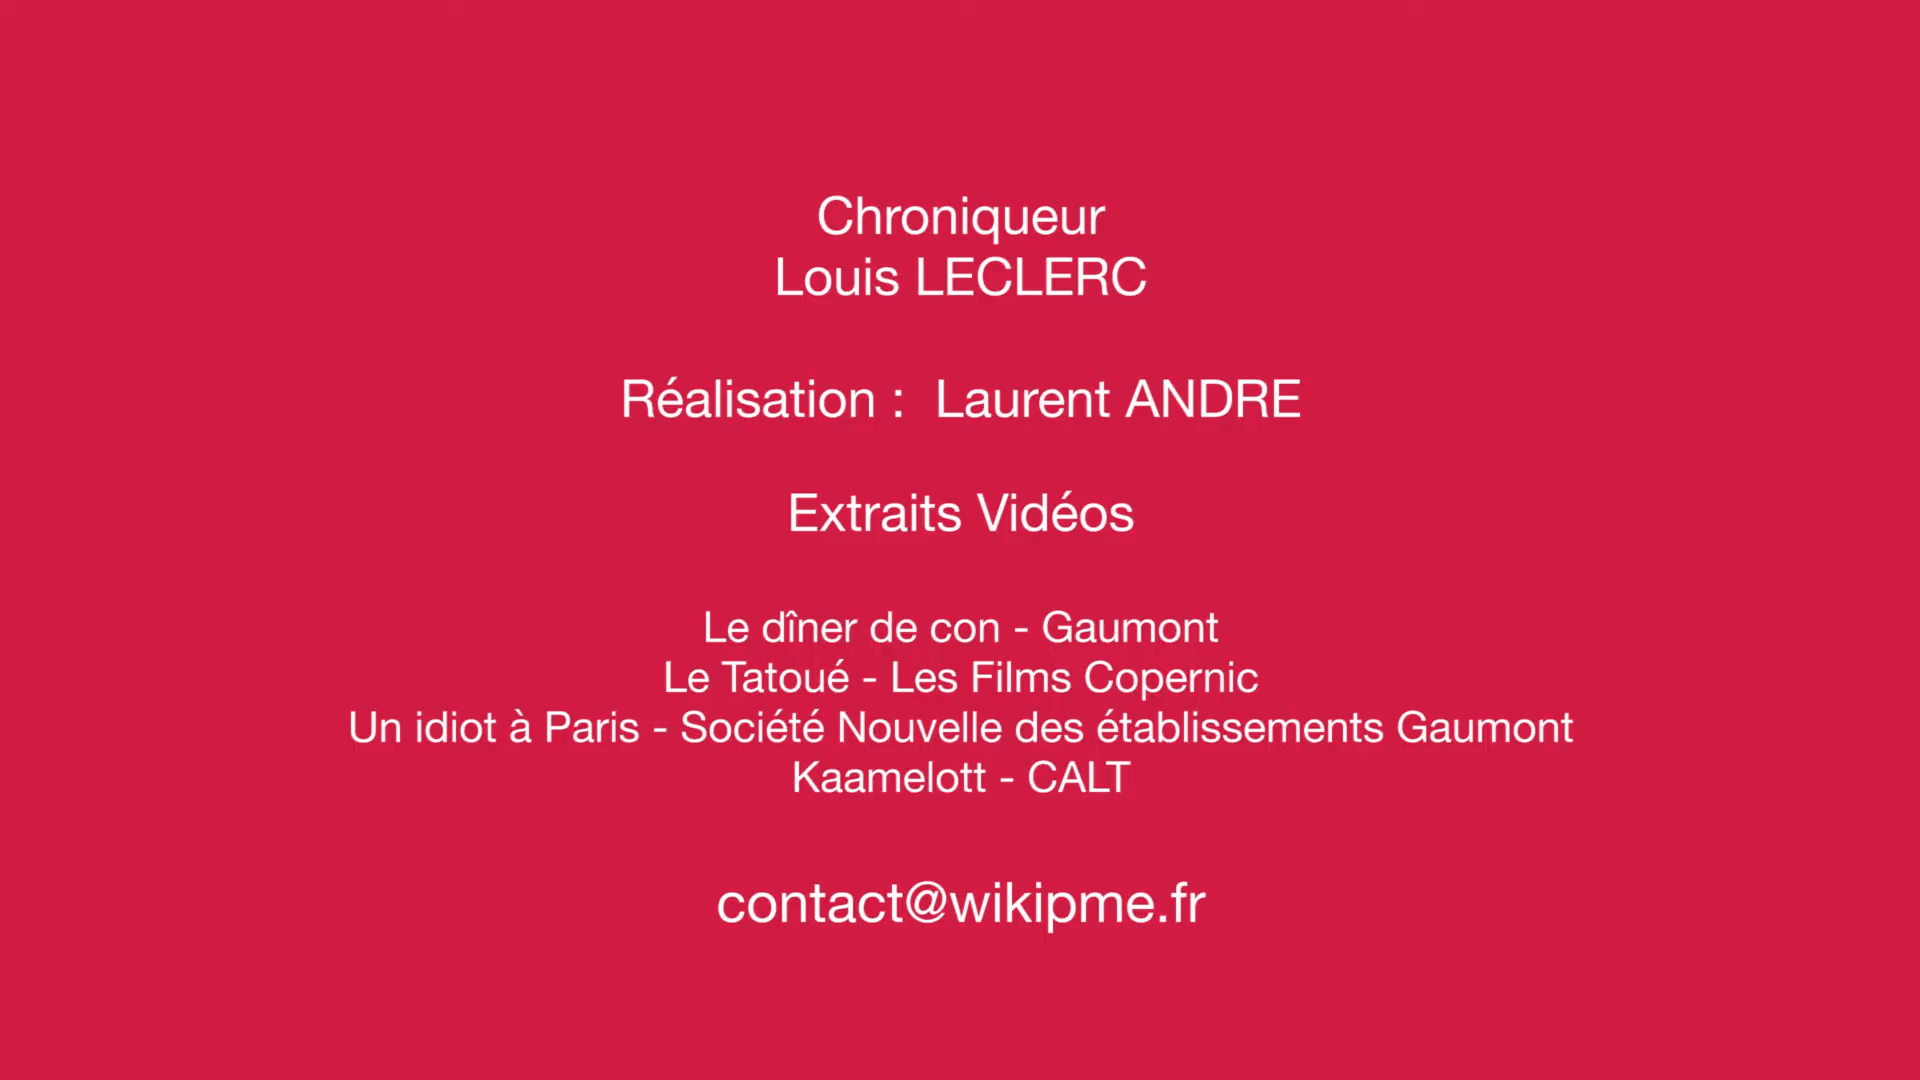 Chroniqueur
Louis LECLERC
Réalisation : Laurent ANDRE
Extraits Vidéos
Le dîner de con - Gaumont
Le Tatoué - Les Films Copernic
Un idiot à Paris - Société Nouvelle des établissements Gaumont
Kaamelott - CALT
contact@wikipme.fr